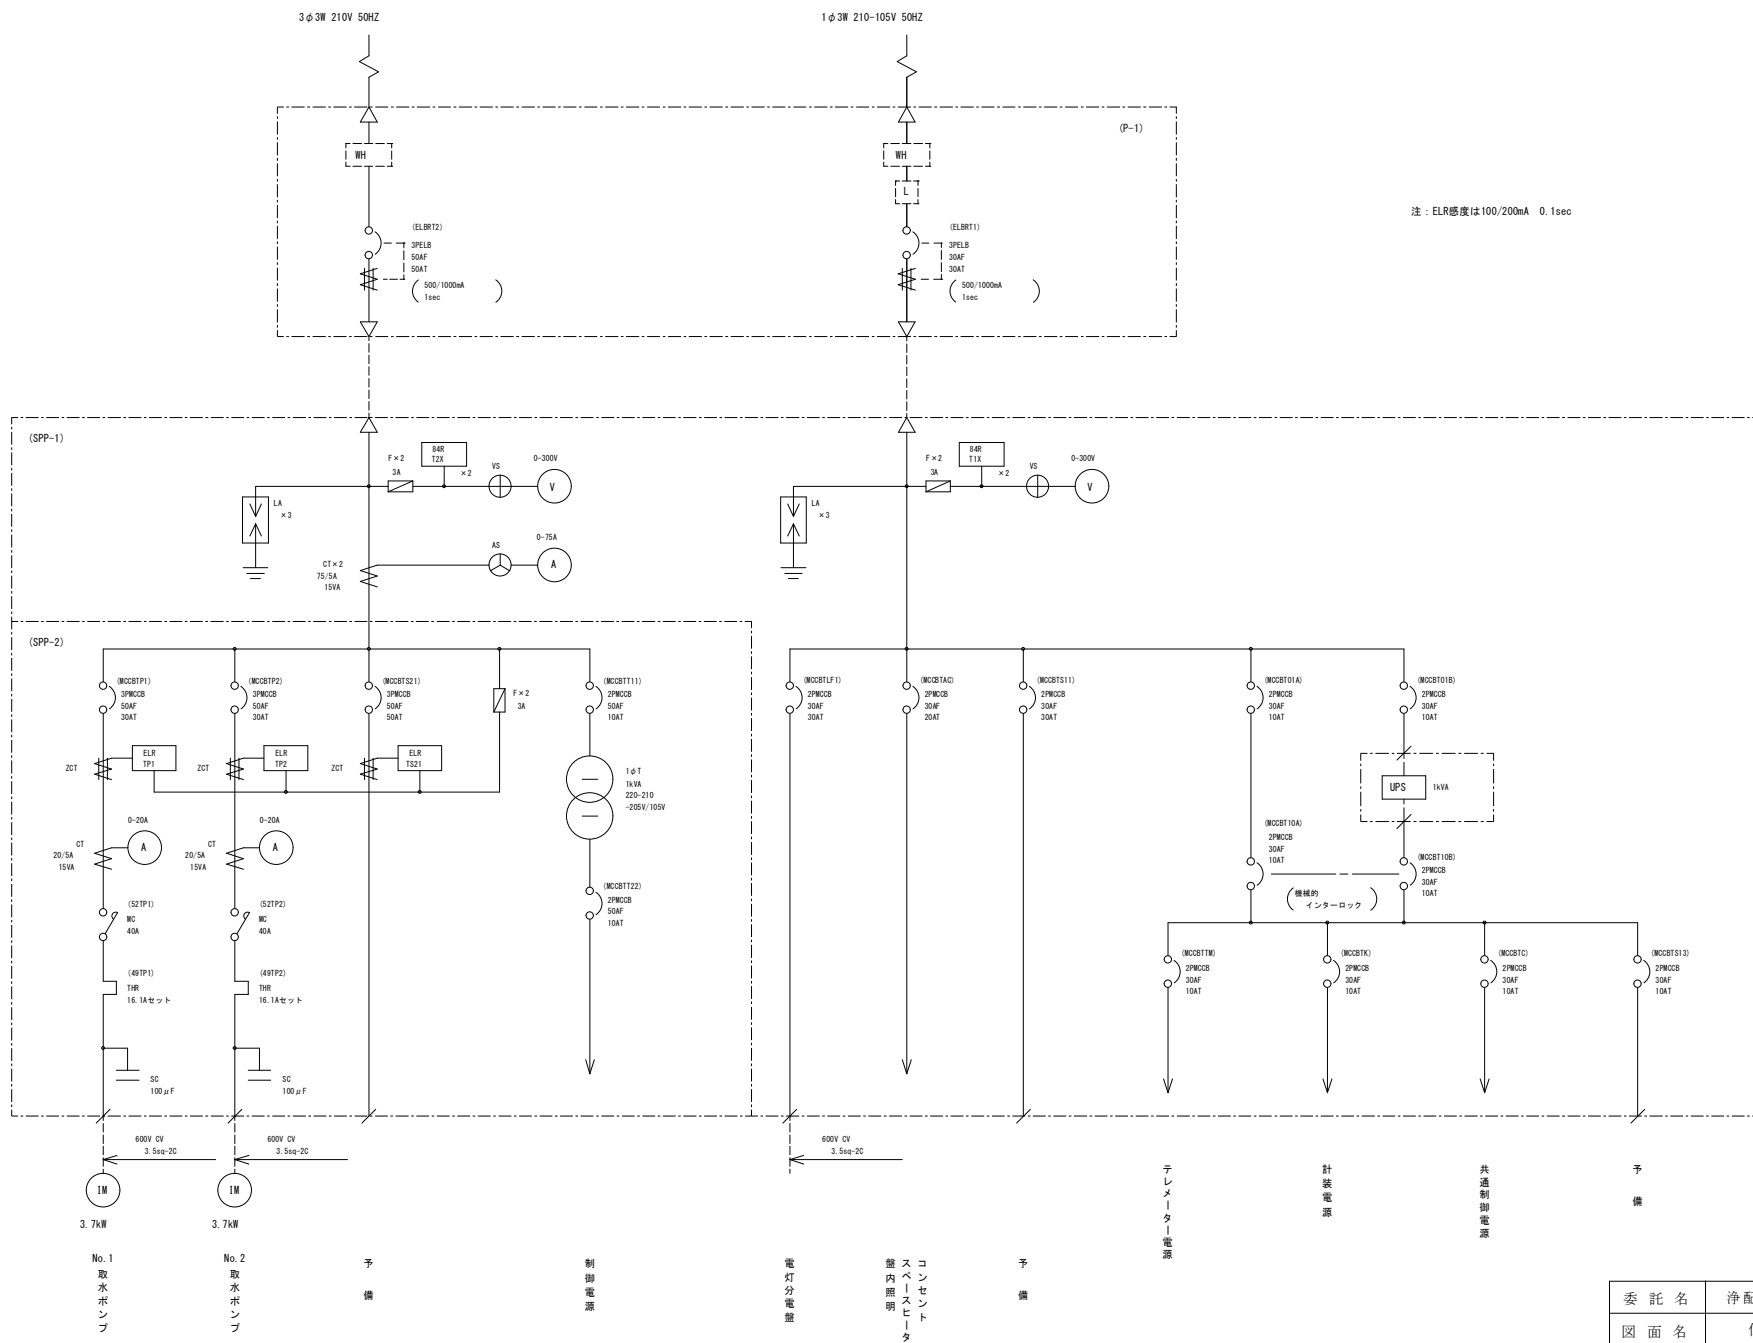 3φ3W 210V 50HZ
1φ3W 210-105V 50HZ
(P-1)
WH
WH
L
注：ELR感度は100/200mA 0.1sec
(ELBRT2)
3PELB
50AF
50AT
500/1000mA
1sec
(ELBRT1)
3PELB
30AF
30AT
500/1000mA
1sec
(SPP-1)
F×2
3A
84R
T2X
×2
VS
0-300V
V
LA
×3
CT×2
75/5A
15VA
AS
0-75A
A
F×2
3A
84R
T1X
×2
VS
0-300V
V
LA
×3
(SPP-2)
(MCCBTP1)
3PMCCB
50AF
30AT
(MCCBTP2)
3PMCCB
50AF
30AT
(MCCBTS21)
3PMCCB
50AF
50AT
F×2
3A
(MCCBTT11)
2PMCCB
50AF
10AT
(MCCBTLF1)
2PMCCB
30AF
30AT
(MCCBTAC)
2PMCCB
30AF
20AT
(MCCBTS11)
2PMCCB
30AF
30AT
(MCCBT01A)
2PMCCB
30AF
10AT
(MCCBT01B)
2PMCCB
30AF
10AT
ZCT
ELR
TP1
ZCT
ELR
TP2
ZCT
ELR
TS21
1φT
1kVA
220-210
-205V/105V
UPS
1kVA
CT
20/5A
15VA
0-20A
A
CT
20/5A
15VA
0-20A
A
(MCCBT10A)
2PMCCB
30AF
10AT
(MCCBT10B)
2PMCCB
30AF
10AT
機械的
インターロック
(52TP1)
MC
40A
(52TP2)
MC
40A
(MCCBTT22)
2PMCCB
50AF
10AT
(49TP1)
THR
16.1Aセット
(49TP2)
THR
16.1Aセット
(MCCBTTM)
2PMCCB
30AF
10AT
(MCCBTK)
2PMCCB
30AF
10AT
(MCCBTC)
2PMCCB
30AF
10AT
(MCCBTS13)
2PMCCB
30AF
10AT
SC
100μF
SC
100μF
600V CV
3.5sq-2C
600V CV
3.5sq-2C
600V CV
3.5sq-2C
IM
3.7kW
No.1
取水ポンプ
IM
3.7kW
No.2
取水ポンプ
予備
制御電源
電灯分電盤
コンセント
スペースヒータ
盤内照明
予備
テレメーター電源
計装電源
共通制御電源
予備
委託名
浄配
図面名